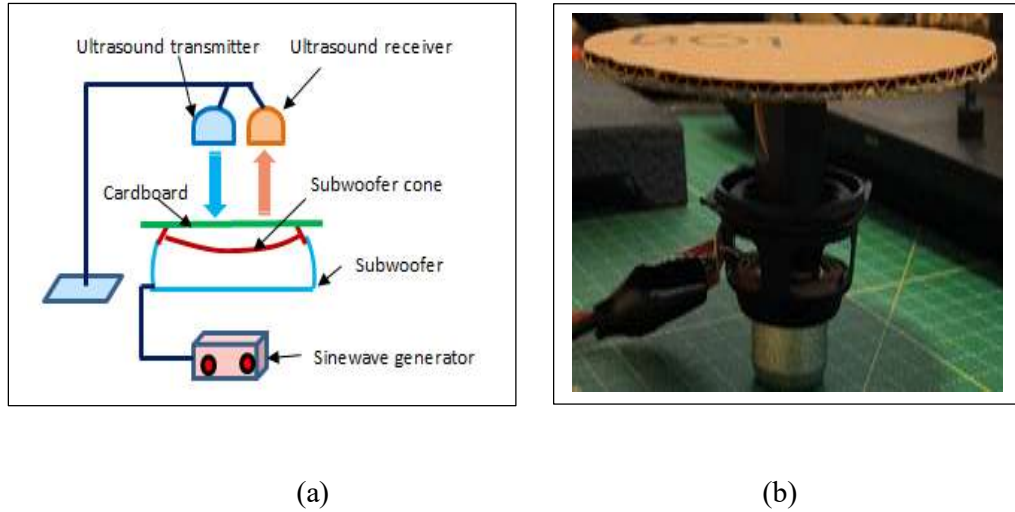 Ultrasound transmitter
Ultrasound receiver
Cardboard
Subwoofer cone
Subwoofer
Sinewave generator
(a)
(b)